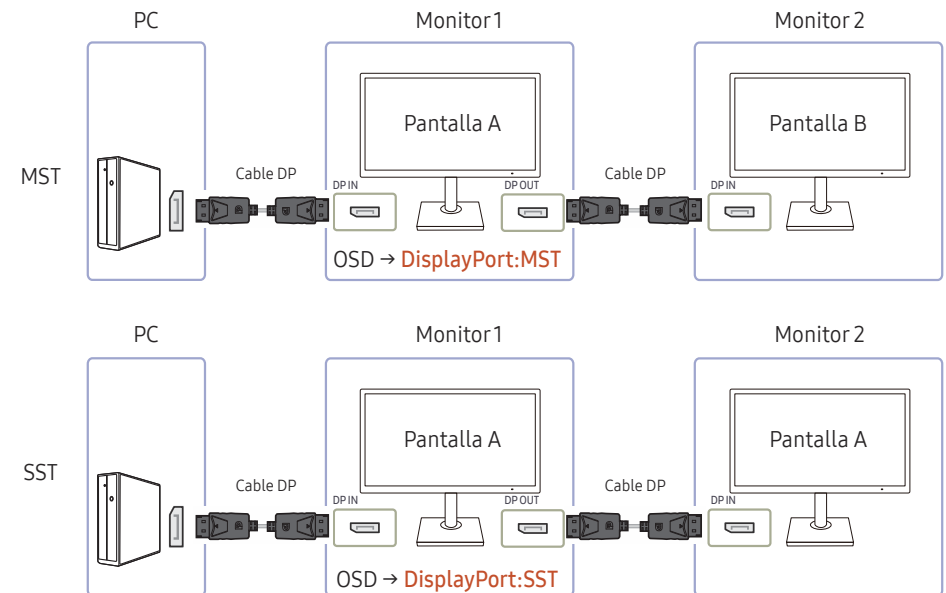 PC
Monitor 1
Monitor 2
Pantalla A
Pantalla B
MST
Cable DP
DP IN
DP OUT
Cable DP
DP IN
OSD → DisplayPort:MST
PC
Monitor 1
Monitor 2
Pantalla A
Pantalla A
SST
Cable DP
DP IN
DP OUT
Cable DP
DP IN
OSD → DisplayPort:SST